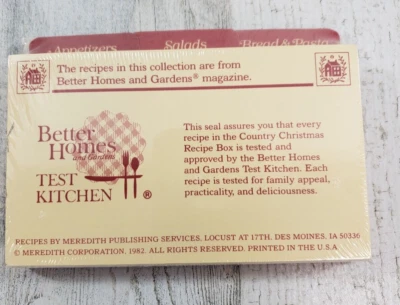 Appetizers Salads Bread & Pasta
The recipes in this collection are from
Better Homes and Gardens® magazine.
Better
Homes
and Gardens
TEST
KITCHEN ®
This seal assures you that every
recipe in the Country Christmas
Recipe Box is tested and
approved by the Better Homes
and Gardens Test Kitchen. Each
recipe is tested for family appeal,
practicality, and deliciousness.
RECIPES BY MEREDITH PUBLISHING SERVICES, LOCUST AT 17TH, DES MOINES, IA 50336
© MEREDITH CORPORATION, 1982. ALL RIGHTS RESERVED. PRINTED IN THE U.S.A